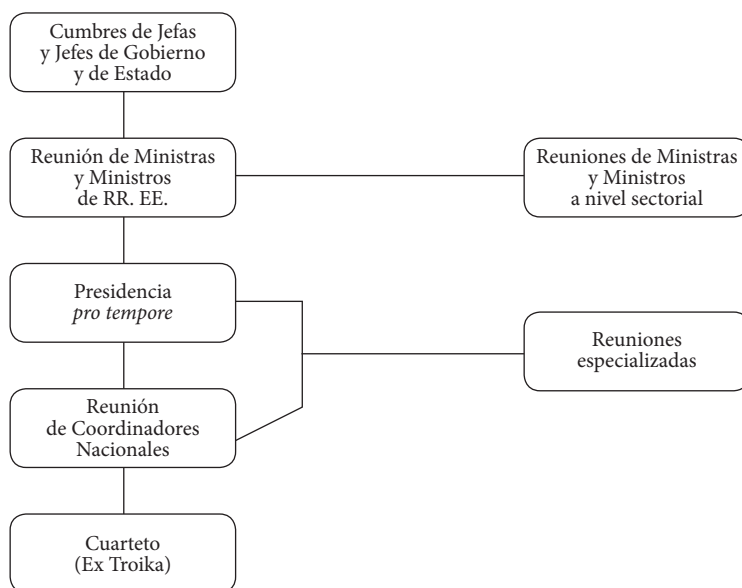 Cumbres de Jefas
y Jefes de Gobierno
y de Estado
Reunión de Ministras
y Ministros
de RR. EE.
Reuniones de Ministras
y Ministros
a nivel sectorial
Presidencia
pro tempore
Reuniones
especializadas
Reunión
de Coordinadores
Nacionales
Cuarteto
(Ex Troika)